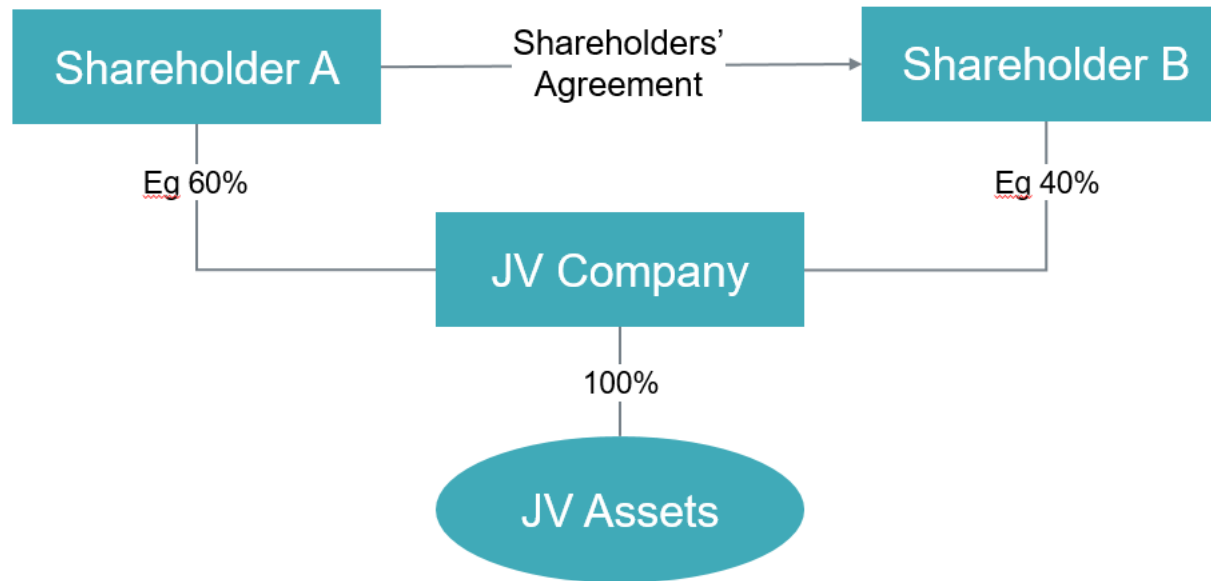 Shareholder A
Shareholders’
Agreement
Shareholder B
Eg 60%
Eg 40%
JV Company
100%
JV Assets